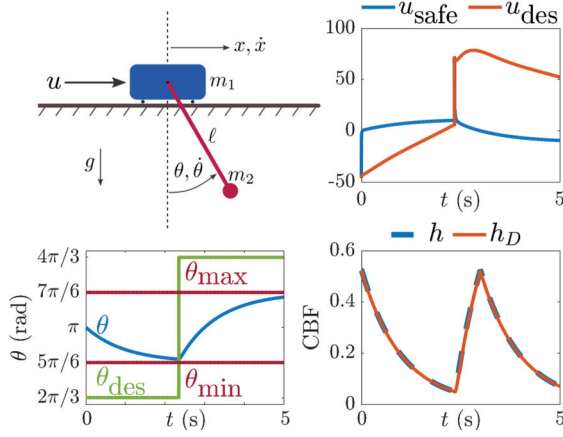 x, ẋ
u
m₁
g
ℓ
θ, θ̇
m₂
u_safe u_des
100
50
0
-50
0
5
t (s)
4π/3
7π/6
π
5π/6
2π/3
θ (rad)
θ_max
θ
θ_des
θ_min
0
5
t (s)
h h_D
0.6
0.4
0.2
0
CBF
0
5
t (s)